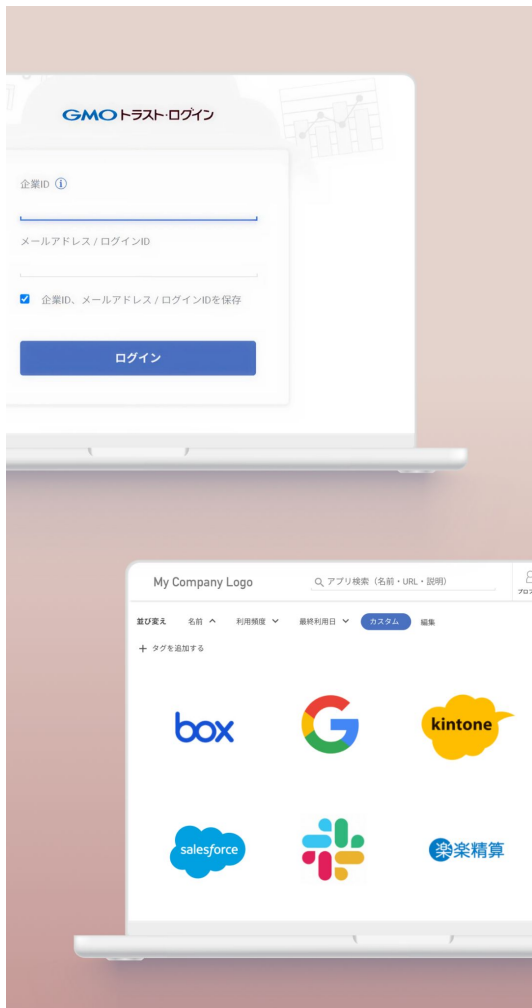 GMO トラスト・ログイン
企業ID
メールアドレス / ログインID
企業ID、メールアドレス / ログインIDを保存
ログイン
My Company Logo
アプリ検索（名前・URL・説明）
並び変え 名前 利用頻度 最終利用日 カスタム 編集
タグを追加する
box
kintone
salesforce
楽楽精算